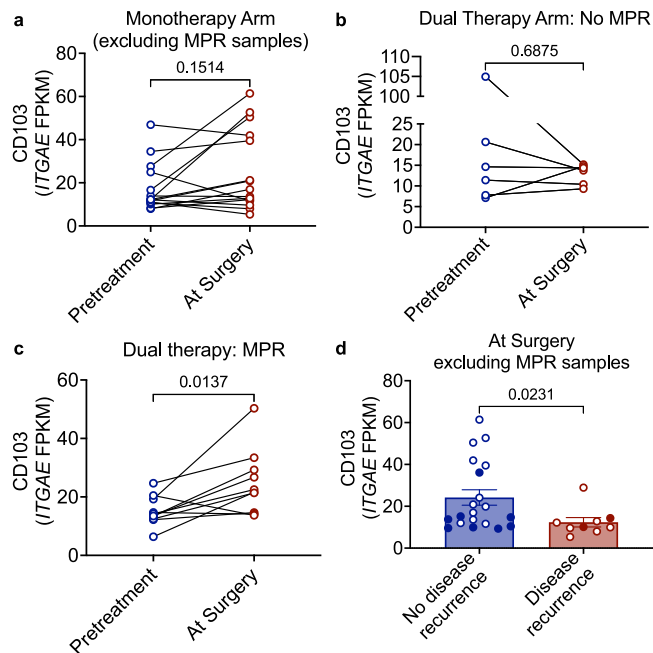 a
Monotherapy Arm
(excluding MPR samples)
0.1514
CD103
(ITGAE FPKM)
80
60
40
20
0
Pretreatment
At Surgery
b
Dual Therapy Arm: No MPR
0.6875
CD103
(ITGAE FPKM)
110
105
100
25
20
15
10
5
Pretreatment
At Surgery
c
Dual therapy: MPR
0.0137
CD103
(ITGAE FPKM)
60
40
20
0
Pretreatment
At Surgery
d
At Surgery
excluding MPR samples
0.0231
CD103
(ITGAE FPKM)
80
60
40
20
0
No disease
recurrence
Disease
recurrence